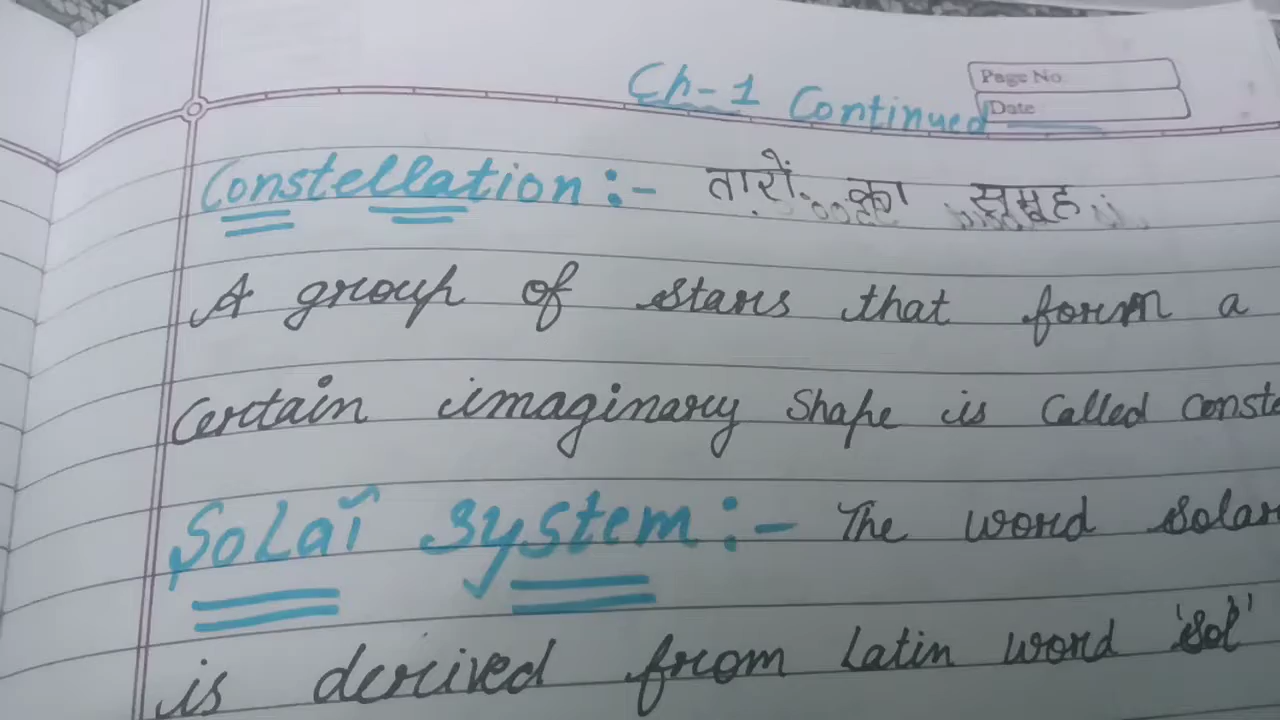 Page No
Date
Ch-1 Continued
Constellation :- तारों का समूह
A group of stars that form a
Certain imaginary Shape is Called
Solar System :- The word Solar
is derived from Latin word 'Sol'